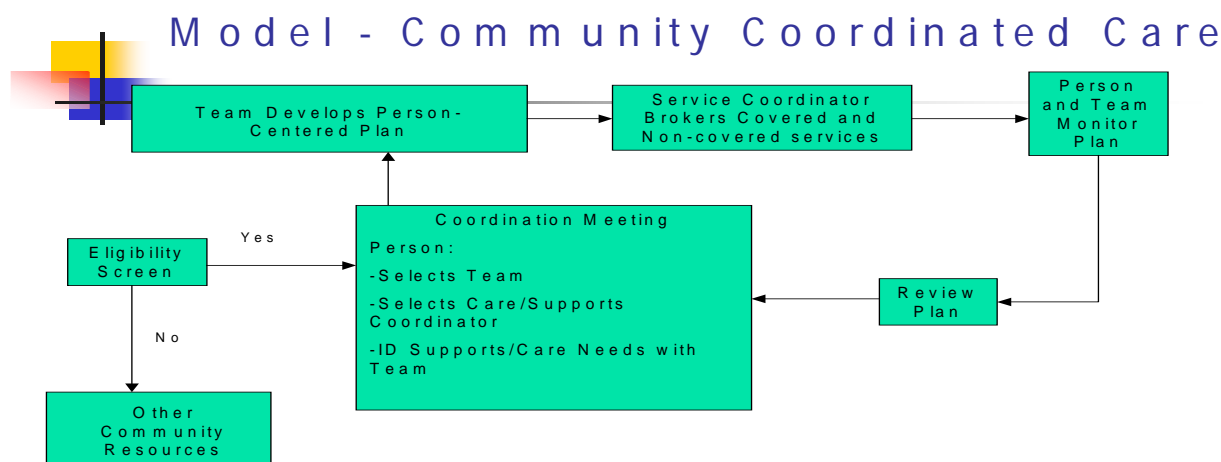 Model - Community Coordinated Care
Team Develops Person-
Centered Plan
Service Coordinator
Brokers Covered and
Non-covered services
Person
and Team
Monitor
Plan
Eligibility
Screen
Yes
No
Other
Community
Resources
Coordination Meeting
Person:
-Selects Team
-Selects Care/Supports
Coordinator
-ID Supports/Care Needs with
Team
Review
Plan